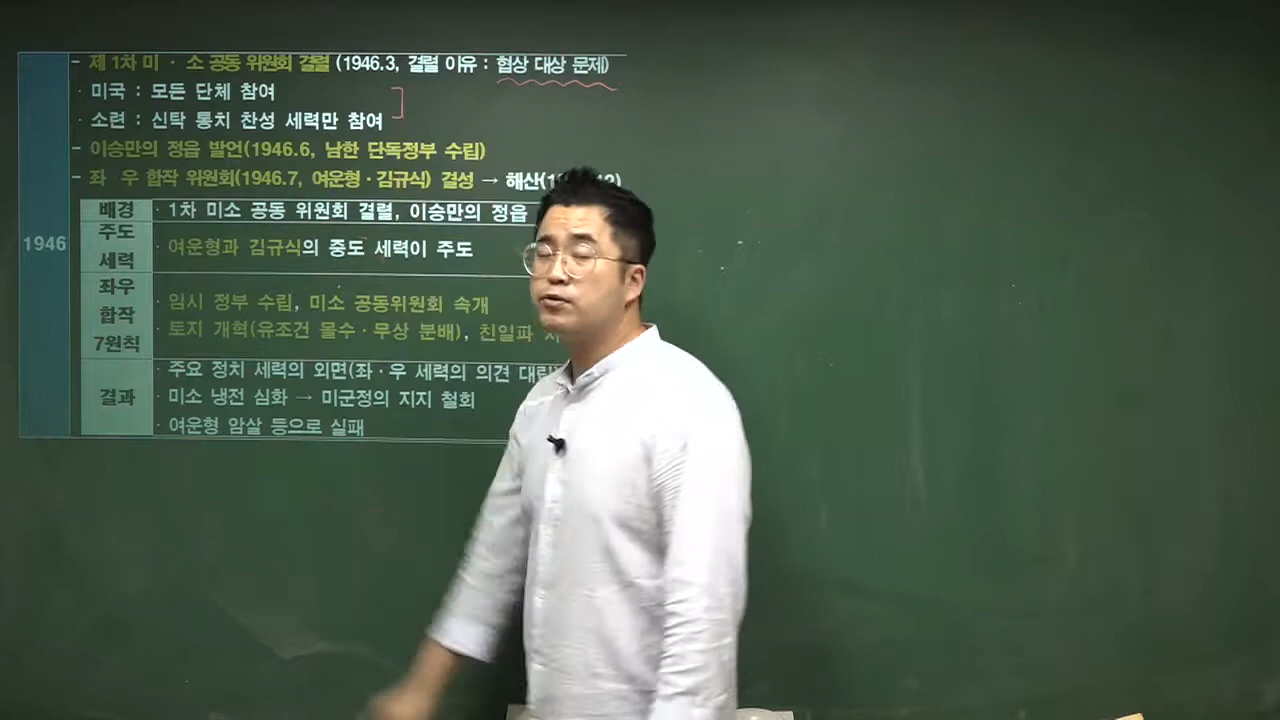 - 제 1차 미 · 소 공동 위원회 결렬 (1946.3, 결렬 이유 : 협상 대상 문제)
· 미국 : 모든 단체 참여
· 소련 : 신탁 통치 찬성 세력만 참여
- 이승만의 정읍 발언(1946.6, 남한 단독정부 수립)
- 좌 우 합작 위원회(1946.7, 여운형·김규식) 결성 → 해산
1946
배경 · 1차 미소 공동 위원회 결렬, 이승만의 정읍
주도
세력
· 여운형과 김규식의 중도 세력이 주도
좌우
합작
7원칙
· 임시 정부 수립, 미소 공동위원회 속개
· 토지 개혁(유조건 몰수·무상 분배), 친일파
결과
· 주요 정치 세력의 외면(좌·우 세력의 의견 대립
· 미소 냉전 심화 → 미군정의 지지 철회
· 여운형 암살 등으로 실패